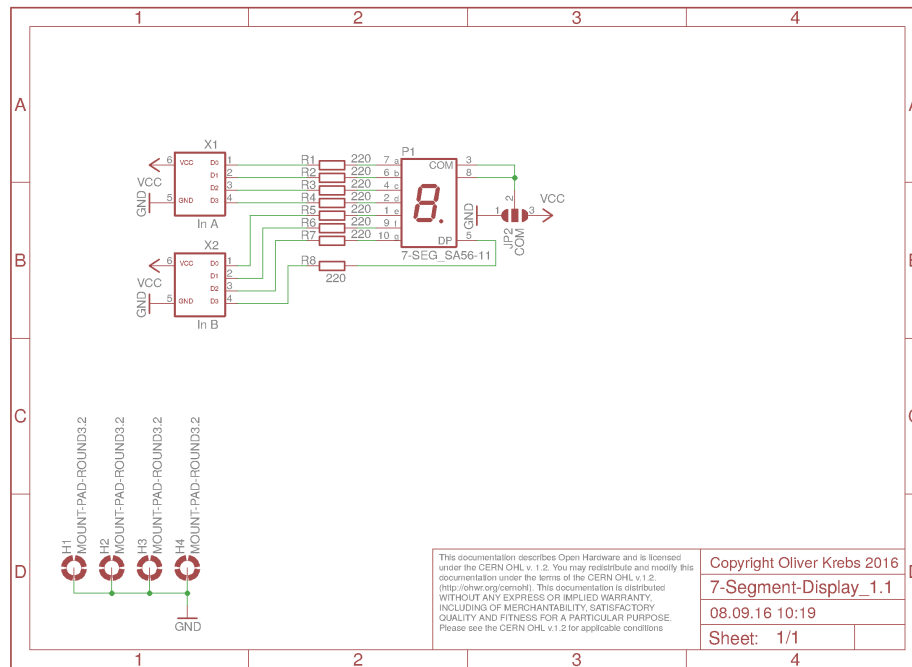 1 2 3 4
A
A
X1
6 VCC D0 1
D1 2
D2 3
5 GND D3 4
VCC
GND
In A
R1 220
R2 220
R3 220
R4 220
R5 220
R6 220
R7 220
R8
220
P1
7 a COM 3
6 b 8
4 c
2 d
1 e
9 f
10 g DP 5
7-SEG_SA56-11
GND
1 2 3
VCC
JP2
COM
B
X2
6 VCC D0 1
D1 2
D2 3
5 GND D3 4
VCC
GND
In B
C
C
H1
MOUNT-PAD-ROUND3.2
H2
MOUNT-PAD-ROUND3.2
H3
MOUNT-PAD-ROUND3.2
H4
MOUNT-PAD-ROUND3.2
GND
D
This documentation describes Open Hardware and is licensed
under the CERN OHL v. 1.2. You may redistribute and modify this
documentation under the terms of the CERN OHL v.1.2.
(http://ohwr.org/cernohl). This documentation is distributed
WITHOUT ANY EXPRESS OR IMPLIED WARRANTY,
INCLUDING OF MERCHANTABILITY, SATISFACTORY
QUALITY AND FITNESS FOR A PARTICULAR PURPOSE.
Please see the CERN OHL v.1.2 for applicable conditions
Copyright Oliver Krebs 2016
7-Segment-Display_1.1
08.09.16 10:19
Sheet: 1/1
1 2 3 4